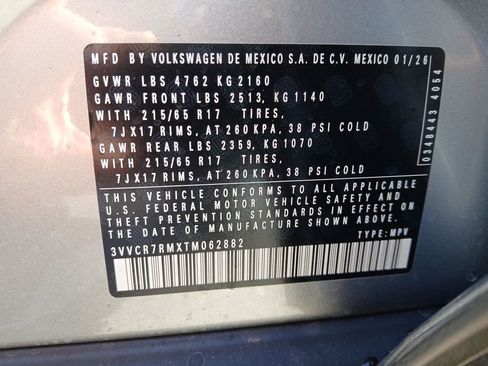 MFD BY VOLKSWAGEN DE MEXICO S.A. DE C.V. MEXICO 01/26
GVWR LBS 4762 KG 2160
GAWR FRONT LBS 2513, KG 1140
WITH 215/65 R17 TIRES,
7JX17 RIMS, AT 260 KPA, 38 PSI COLD
GAWR REAR LBS 2359, KG 1070
WITH 215/65 R17 TIRES,
7JX17 RIMS, AT 260 KPA, 38 PSI COLD
THIS VEHICLE CONFORMS TO ALL APPLICABLE
U.S. FEDERAL MOTOR VEHICLE SAFETY AND
THEFT PREVENTION STANDARDS IN EFFECT ON
THE DATE OF MANUFACTURE SHOWN ABOVE.
3VVCR7RMXTM062882 TYPE: MPV
0348443 4054